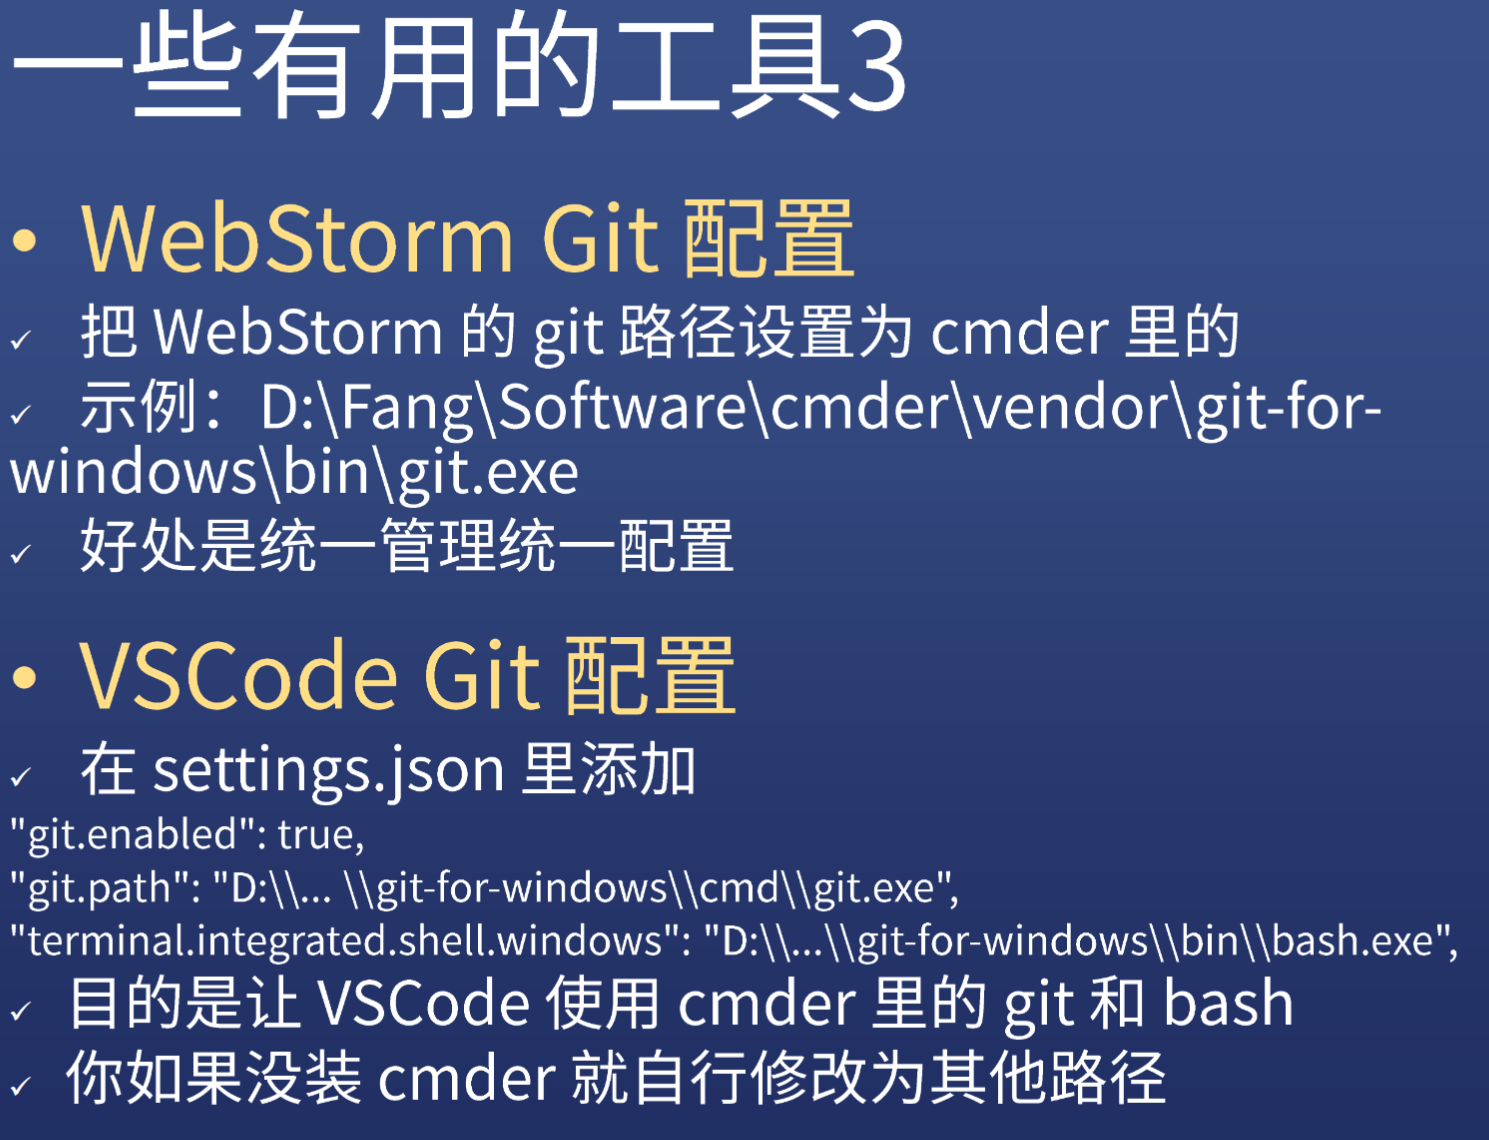 一些有用的工具3
• WebStorm Git 配置
✓ 把 WebStorm 的 git 路径设置为 cmder 里的
✓ 示例：D:\Fang\Software\cmder\vendor\git-for-
windows\bin\git.exe
✓ 好处是统一管理统一配置
• VSCode Git 配置
✓ 在 settings.json 里添加
"git.enabled": true,
"git.path": "D:\\... \\git-for-windows\\cmd\\git.exe",
"terminal.integrated.shell.windows": "D:\\...\\git-for-windows\\bin\\bash.exe",
✓ 目的是让 VSCode 使用 cmder 里的 git 和 bash
✓ 你如果没装 cmder 就自行修改为其他路径